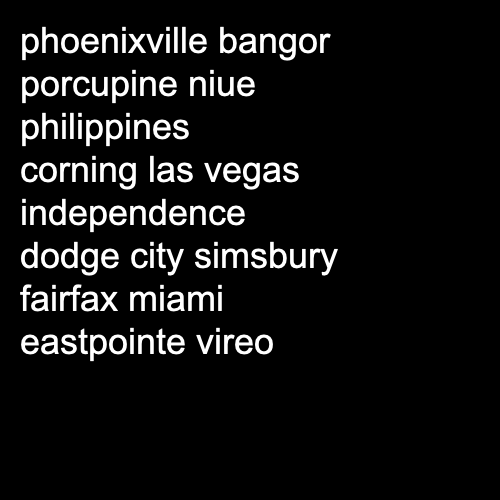 phoenixville bangor
porcupine niue
philippines
corning las vegas
independence
dodge city simsbury
fairfax miami
eastpointe vireo